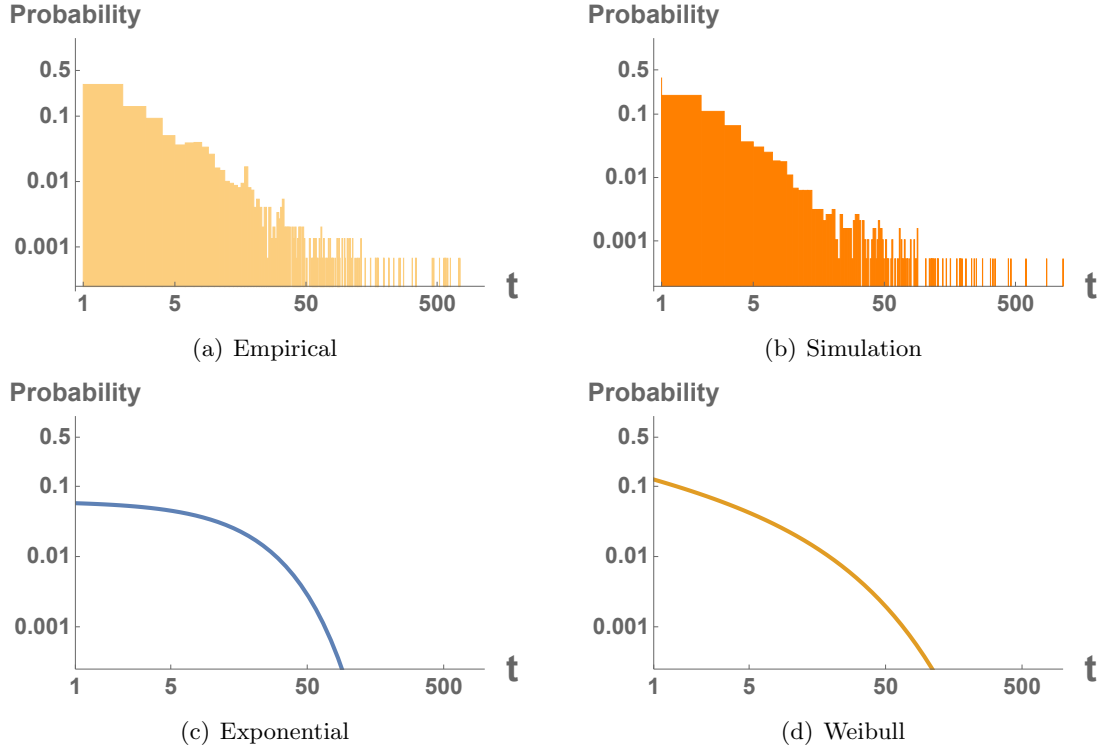 Probability
0.5
0.1
0.01
0.001
1 5 50 500 t
(a) Empirical
Probability
0.5
0.1
0.01
0.001
1 5 50 500 t
(b) Simulation
Probability
0.5
0.1
0.01
0.001
1 5 50 500 t
(c) Exponential
Probability
0.5
0.1
0.01
0.001
1 5 50 500 t
(d) Weibull